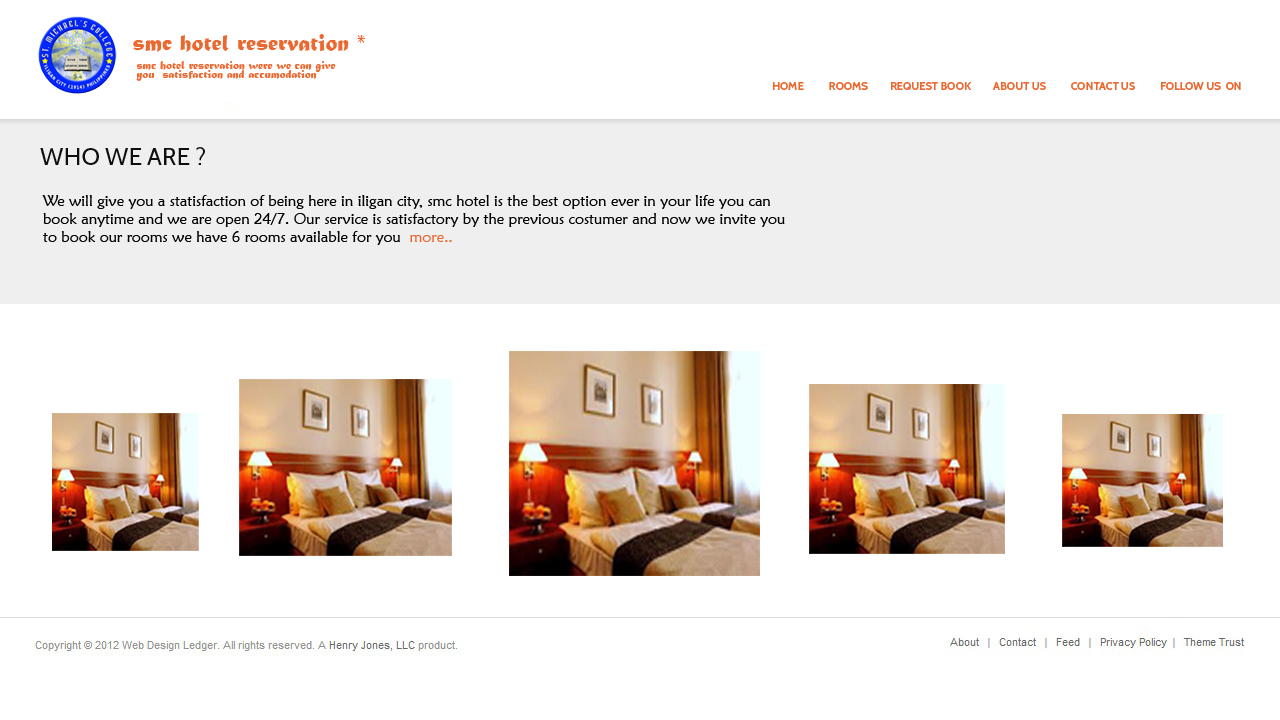 ST. MICHAEL'S COLLEGE
ILIGAN CITY (9200) PHILIPPINES
smc hotel reservation *
smc hotel reservation were we can give
you satisfaction and accumodation
HOME ROOMS REQUEST BOOK ABOUT US CONTACT US FOLLOW US ON
WHO WE ARE ?
We will give you a statisfaction of being here in iligan city, smc hotel is the best option ever in your life you can
book anytime and we are open 24/7. Our service is satisfactory by the previous costumer and now we invite you
to book our rooms we have 6 rooms available for you more..
Copyright © 2012 Web Design Ledger. All rights reserved. A Henry Jones, LLC product.
About | Contact | Feed | Privacy Policy | Theme Trust